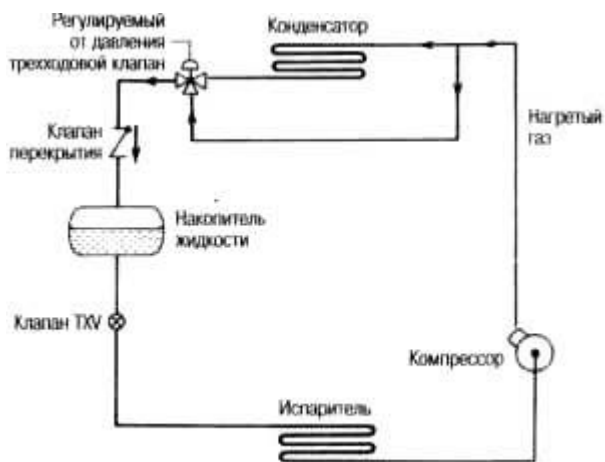 Регулируемый
от давления
трехходовой клапан
Конденсатор
Нагретый
газ
Клапан
перекрытия
Накопитель
жидкости
Клапан TXV
Компрессор
Испаритель